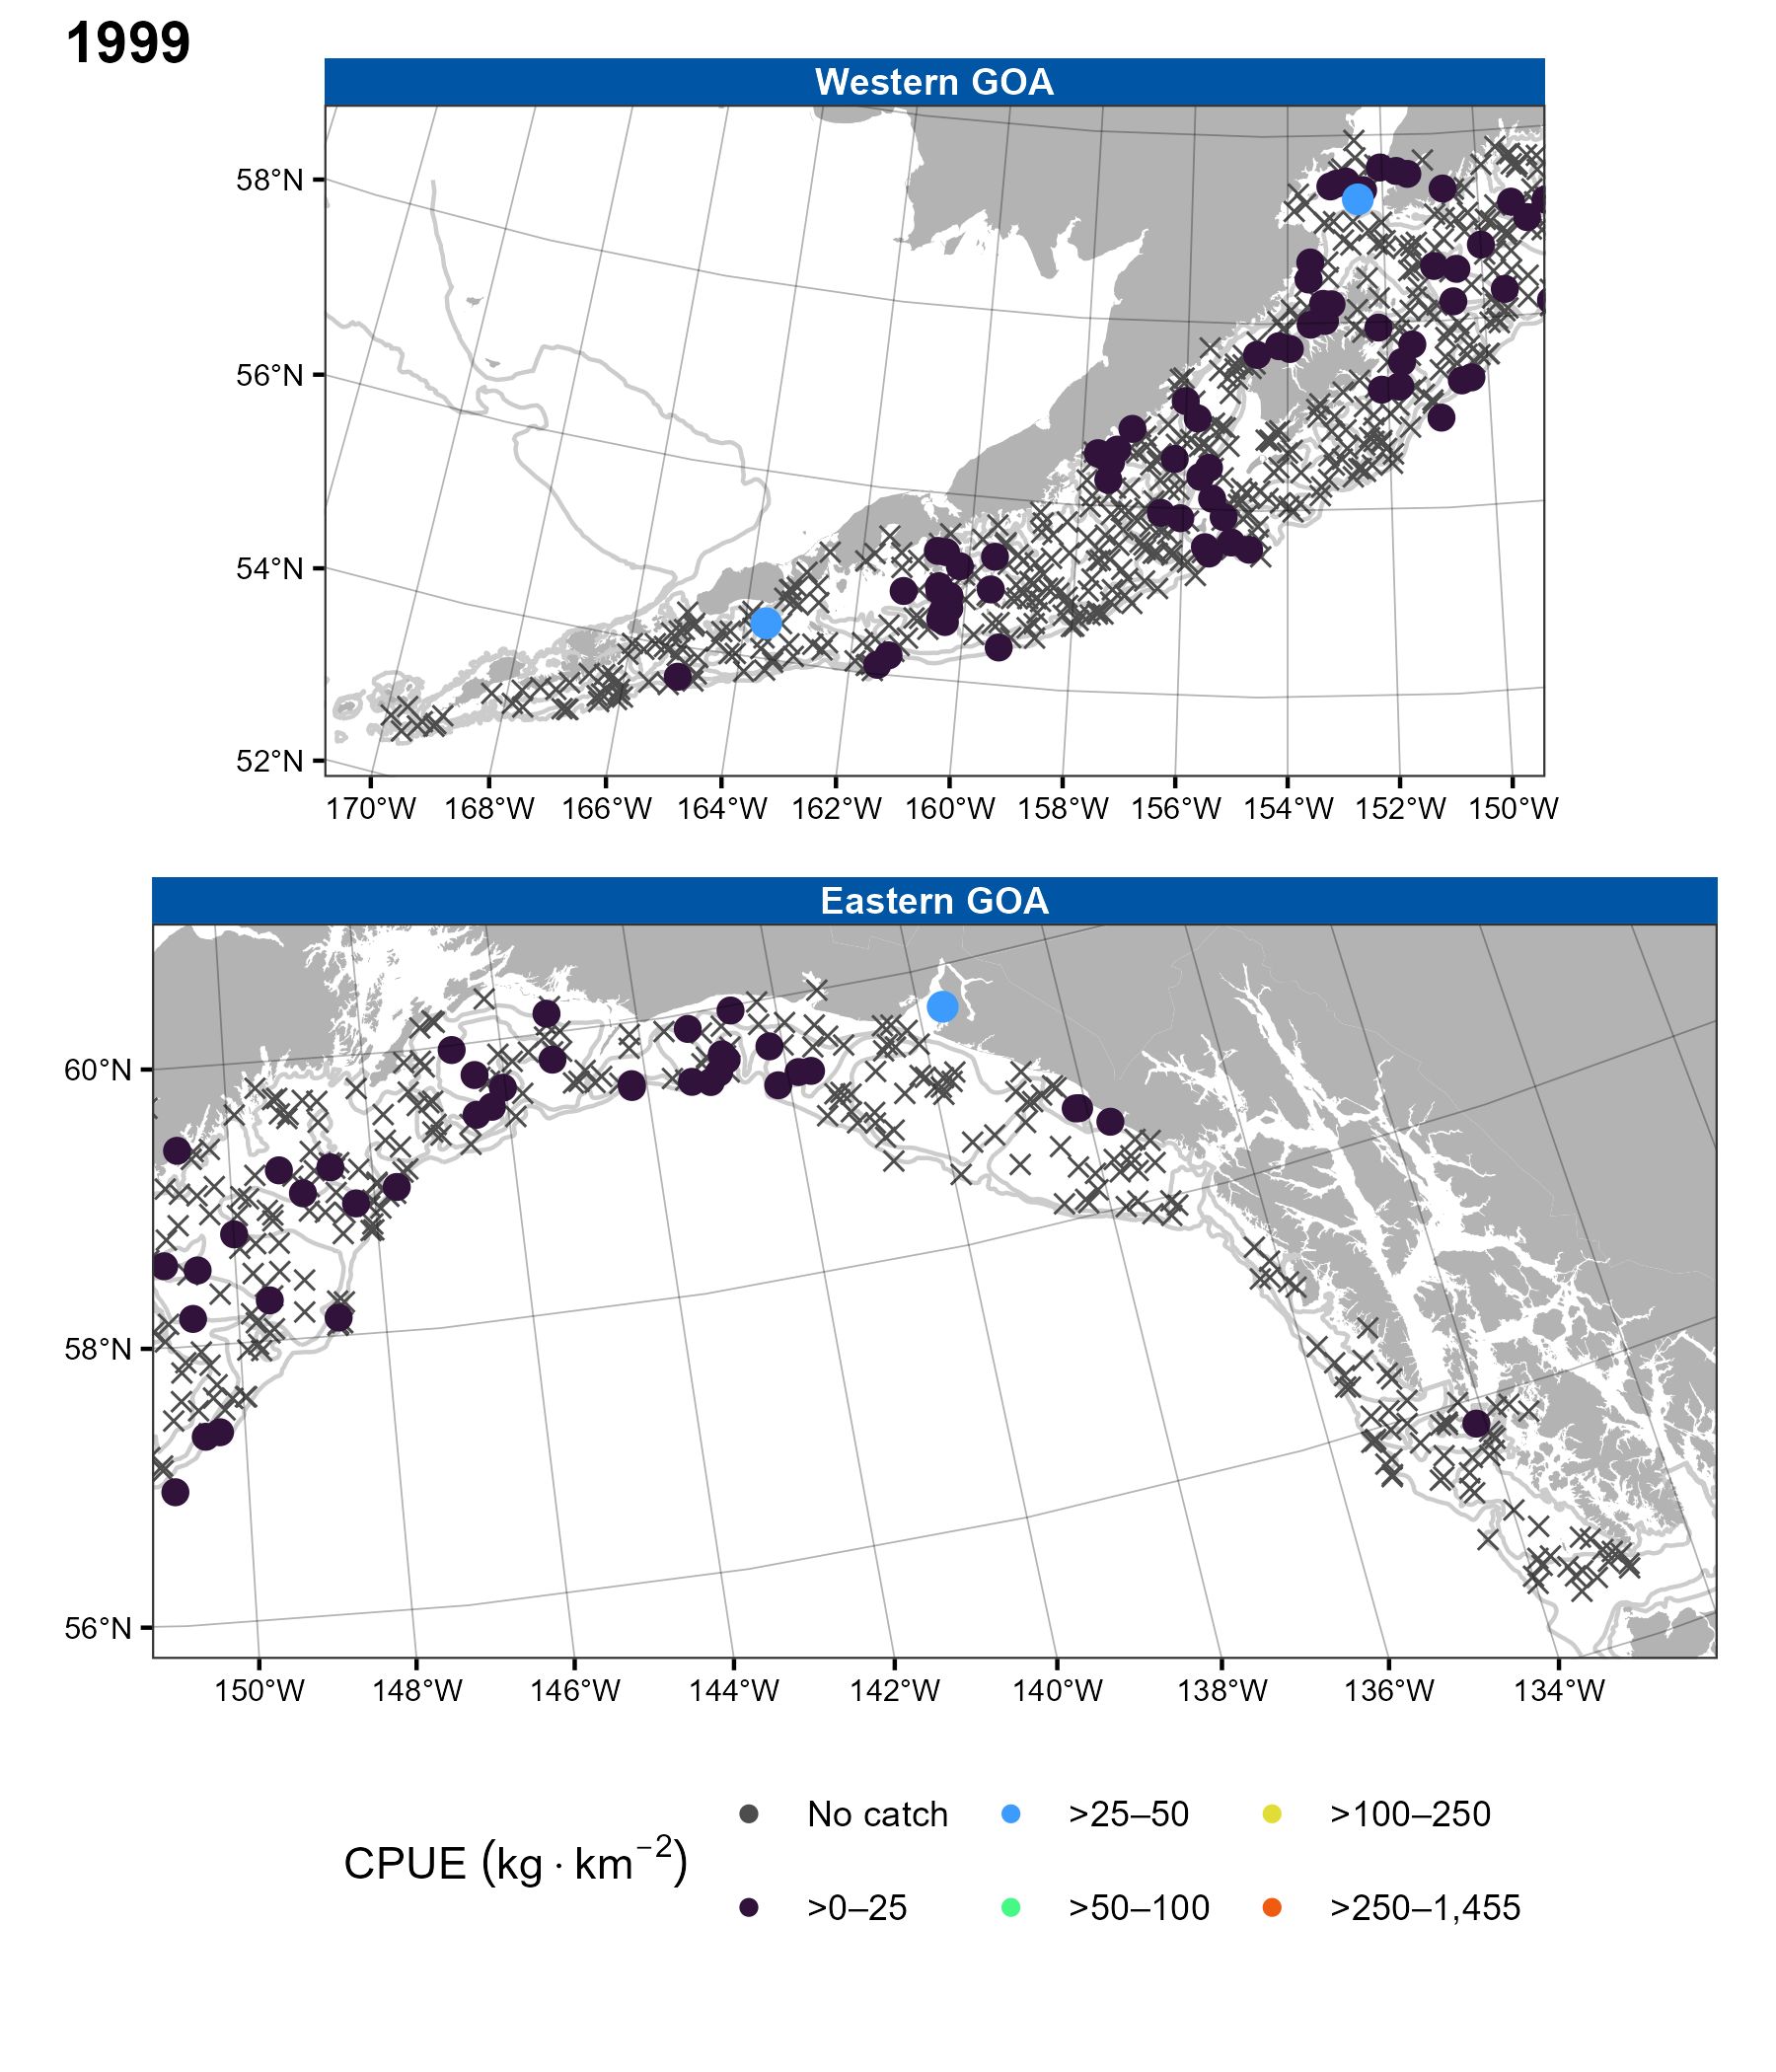 1999
Western GOA
58°N
56°N
54°N
52°N
170°W 168°W 166°W 164°W 162°W 160°W 158°W 156°W 154°W 152°W 150°W
Eastern GOA
60°N
58°N
56°N
150°W 148°W 146°W 144°W 142°W 140°W 138°W 136°W 134°W
CPUE (kg · km⁻²)
No catch >25–50 >100–250
>0–25 >50–100 >250–1,455